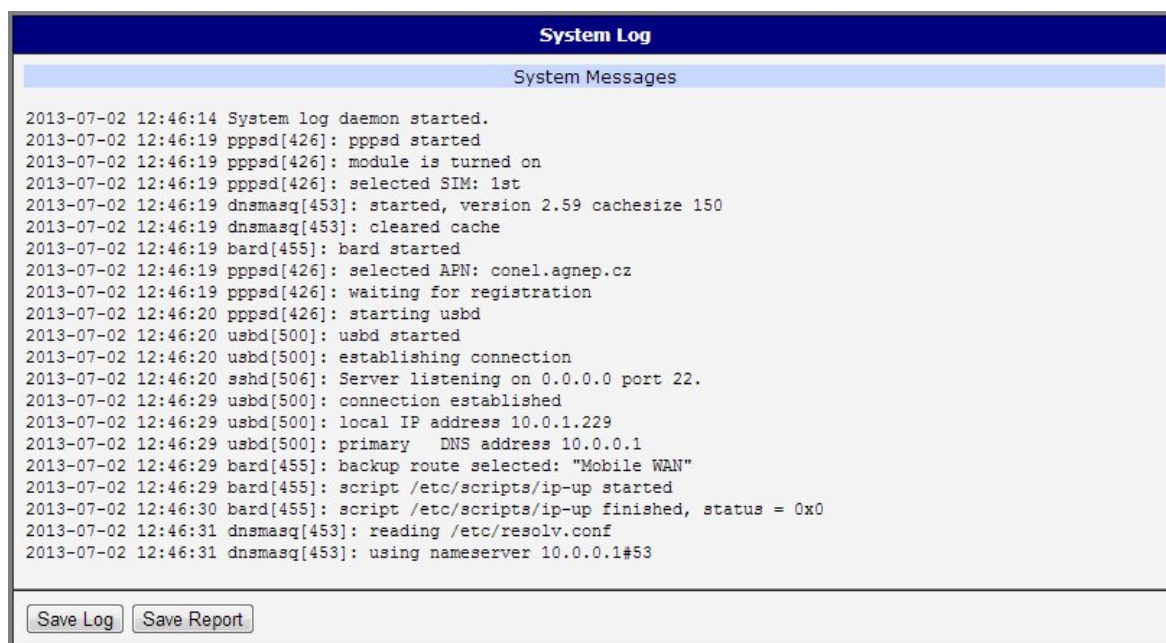 System Log
System Messages
2013-07-02 12:46:14 System log daemon started.
2013-07-02 12:46:19 pppsd[426]: pppsd started
2013-07-02 12:46:19 pppsd[426]: module is turned on
2013-07-02 12:46:19 pppsd[426]: selected SIM: 1st
2013-07-02 12:46:19 dnsmasq[453]: started, version 2.59 cachesize 150
2013-07-02 12:46:19 dnsmasq[453]: cleared cache
2013-07-02 12:46:19 bard[455]: bard started
2013-07-02 12:46:19 pppsd[426]: selected APN: conel.agnep.cz
2013-07-02 12:46:19 pppsd[426]: waiting for registration
2013-07-02 12:46:20 pppsd[426]: starting usbd
2013-07-02 12:46:20 usbd[500]: usbd started
2013-07-02 12:46:20 usbd[500]: establishing connection
2013-07-02 12:46:20 sshd[506]: Server listening on 0.0.0.0 port 22.
2013-07-02 12:46:29 usbd[500]: connection established
2013-07-02 12:46:29 usbd[500]: local IP address 10.0.1.229
2013-07-02 12:46:29 usbd[500]: primary   DNS address 10.0.0.1
2013-07-02 12:46:29 bard[455]: backup route selected: "Mobile WAN"
2013-07-02 12:46:29 bard[455]: script /etc/scripts/ip-up started
2013-07-02 12:46:30 bard[455]: script /etc/scripts/ip-up finished, status = 0x0
2013-07-02 12:46:31 dnsmasq[453]: reading /etc/resolv.conf
2013-07-02 12:46:31 dnsmasq[453]: using nameserver 10.0.0.1#53
Save Log Save Report